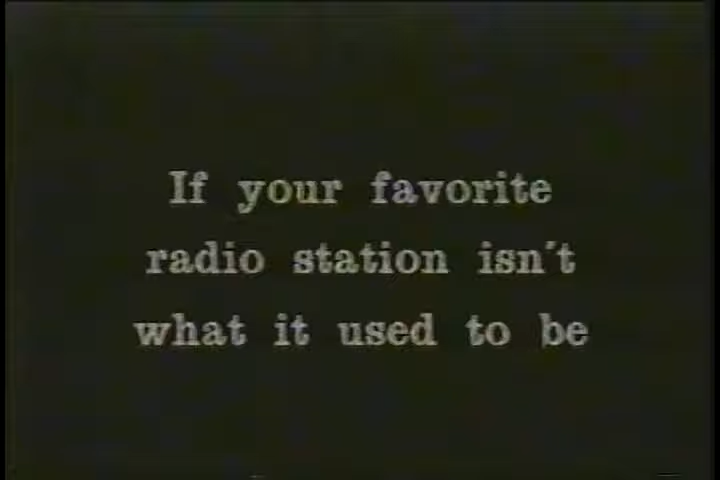 If your favorite
radio station isn't
what it used to be